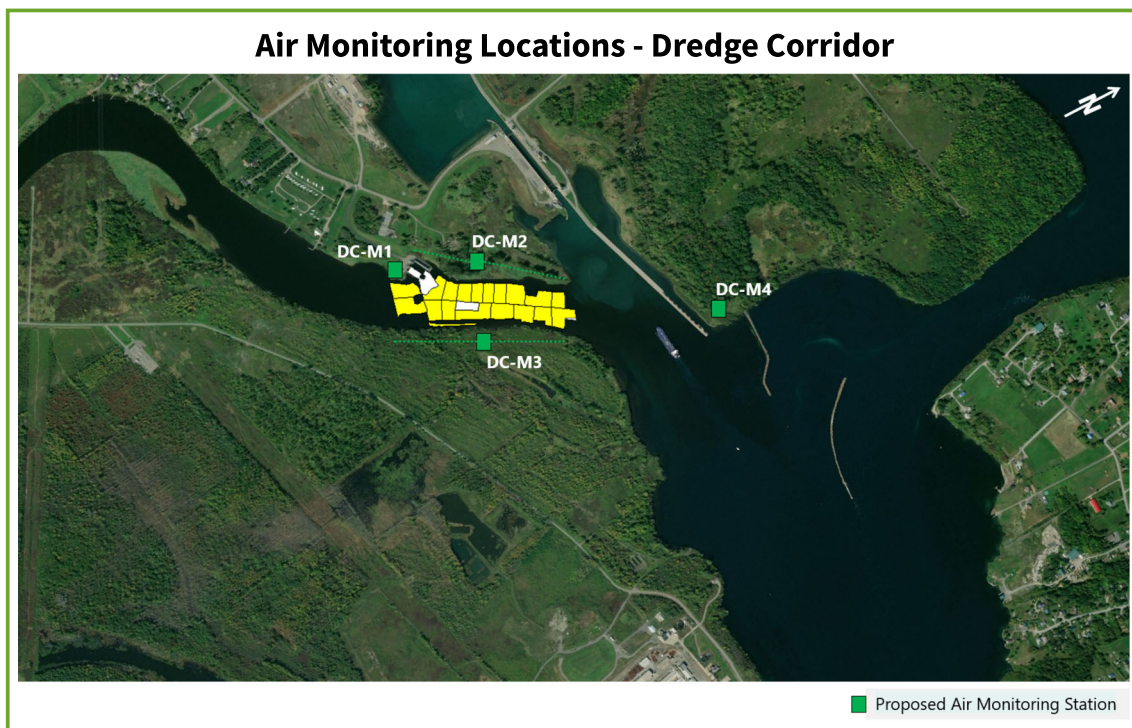 Air Monitoring Locations - Dredge Corridor
N
DC-M1
DC-M2
DC-M4
DC-M3
Proposed Air Monitoring Station